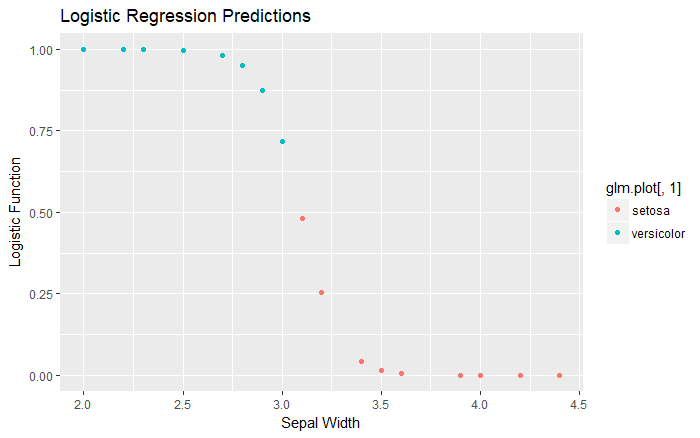 Logistic Regression Predictions
1.00
0.75
0.50
0.25
0.00
Logistic Function
2.0 2.5 3.0 3.5 4.0 4.5
Sepal Width
glm.plot[, 1]
setosa
versicolor